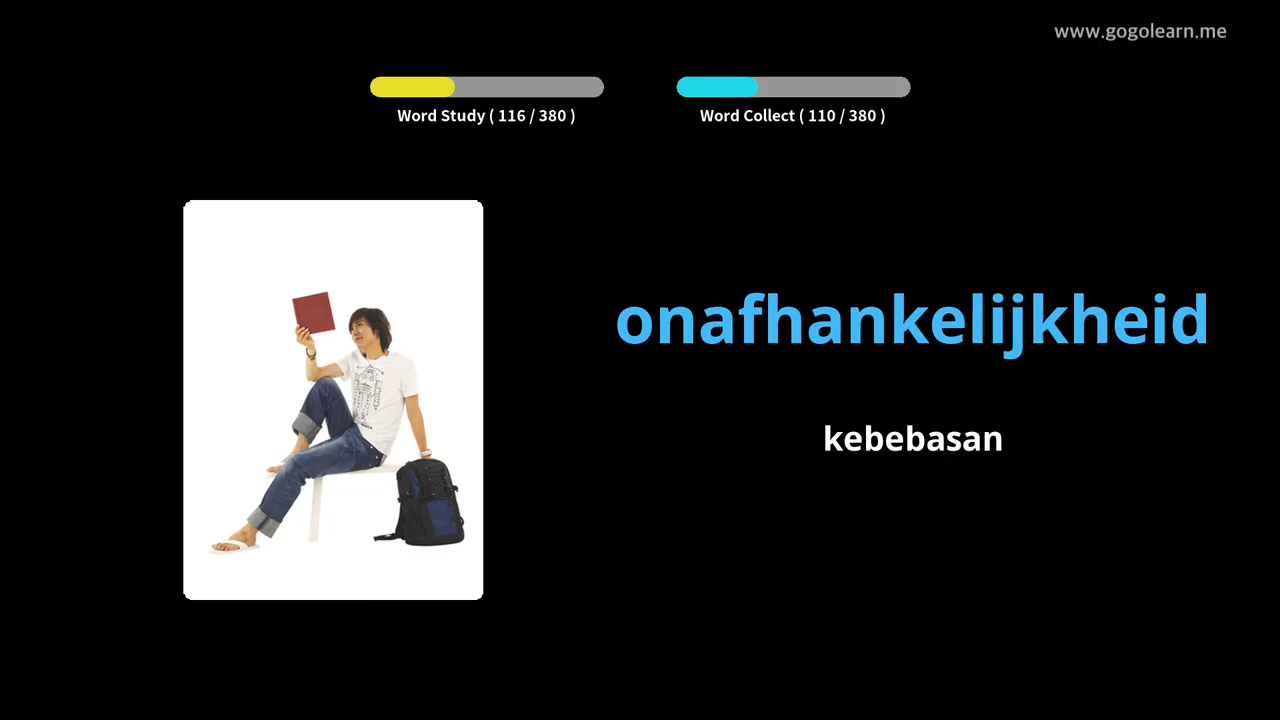 www.gogolearn.me
Word Study ( 116 / 380 )
Word Collect ( 110 / 380 )
onafhankelijkheid
kebebasan